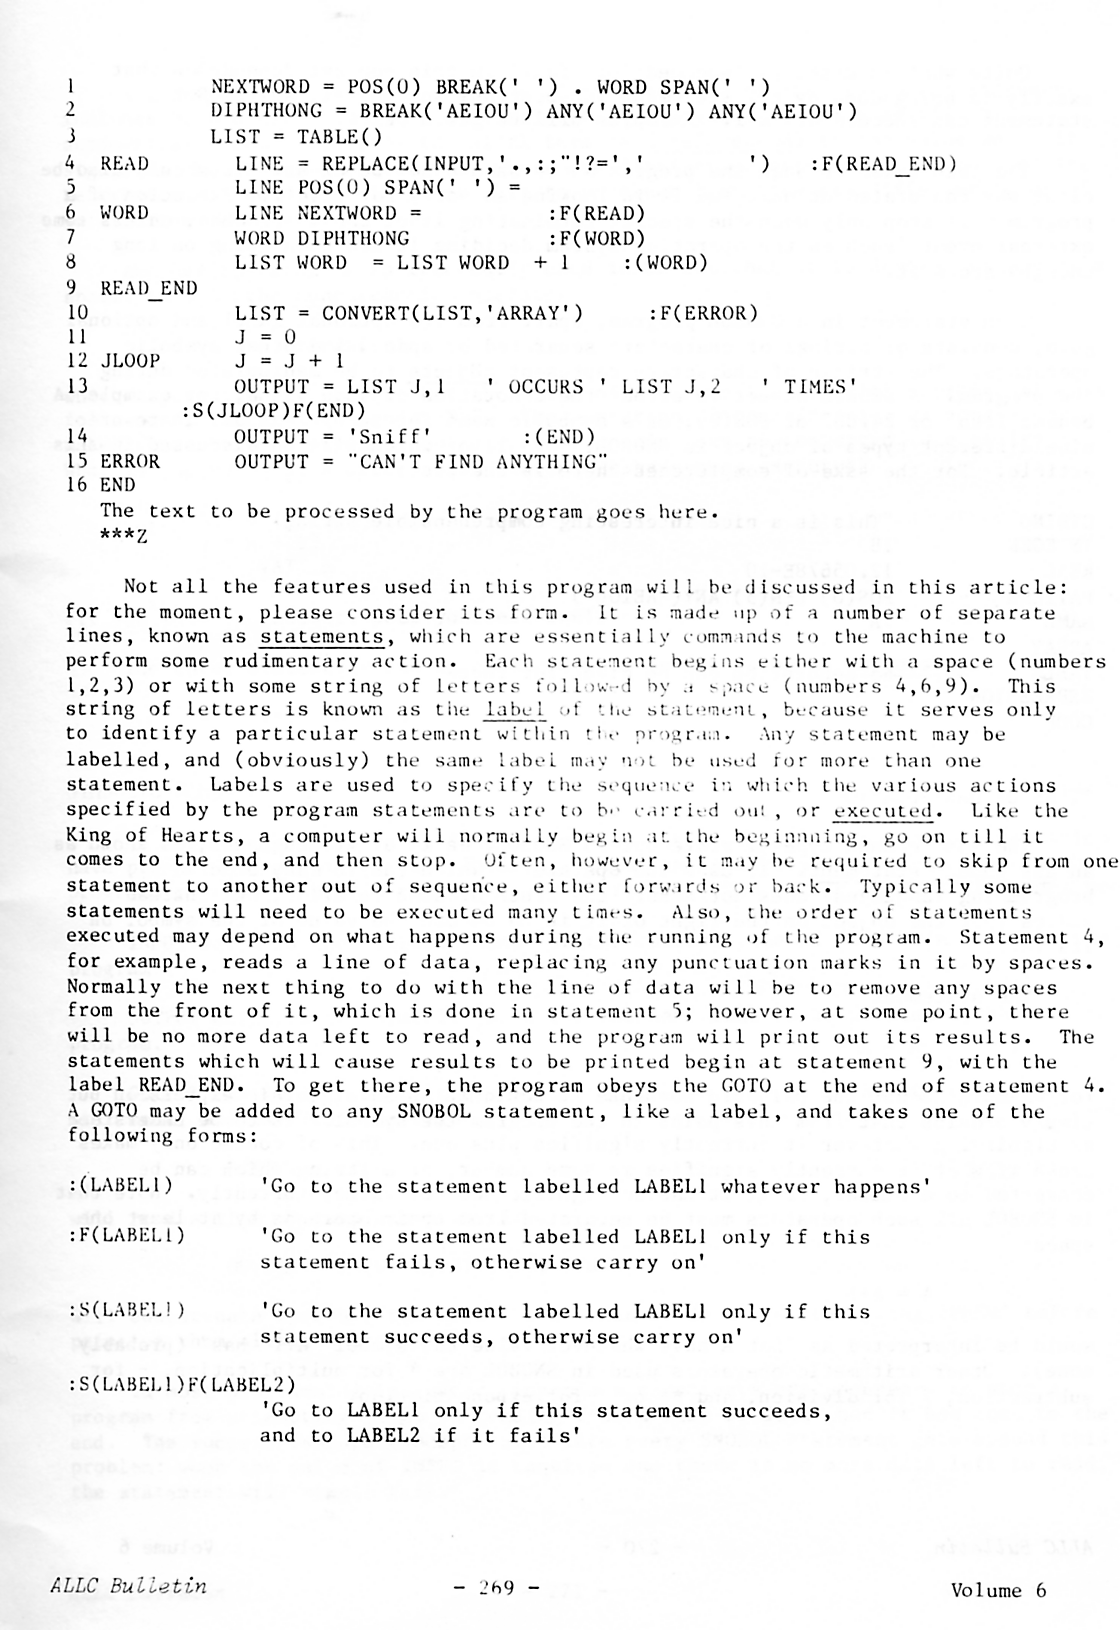 1 NEXTWORD = POS(0) BREAK(' ') . WORD SPAN(' ')
2 DIPHTHONG = BREAK('AEIOU') ANY('AEIOU') ANY('AEIOU')
3 LIST = TABLE()
4 READ LINE = REPLACE(INPUT,'.,:;"!?=',' ') :F(READ_END)
5 LINE POS(0) SPAN(' ') =
6 WORD LINE NEXTWORD = :F(READ)
7 WORD DIPHTHONG :F(WORD)
8 LIST WORD = LIST WORD + 1 :(WORD)
9 READ_END
10 LIST = CONVERT(LIST,'ARRAY') :F(ERROR)
11 J = 0
12 JLOOP J = J + 1
13 OUTPUT = LIST J,1 ' OCCURS ' LIST J,2 ' TIMES'
:S(JLOOP)F(END)
14 OUTPUT = 'Sniff' :(END)
15 ERROR OUTPUT = "CAN'T FIND ANYTHING"
16 END
The text to be processed by the program goes here.
***Z
Not all the features used in this program will be discussed in this article:
for the moment, please consider its form. It is made up of a number of separate
lines, known as statements, which are essentially commands to the machine to
perform some rudimentary action. Each statement begins either with a space (numbers
1,2,3) or with some string of letters followed by a space (numbers 4,6,9). This
string of letters is known as the label of the statement, because it serves only
to identify a particular statement within the program. Any statement may be
labelled, and (obviously) the same label may not be used for more than one
statement. Labels are used to specify the sequence in which the various actions
specified by the program statements are to be carried out, or executed. Like the
King of Hearts, a computer will normally begin at the beginnning, go on till it
comes to the end, and then stop. Often, however, it may be required to skip from one
statement to another out of sequence, either forwards or back. Typically some
statements will need to be executed many times. Also, the order of statements
executed may depend on what happens during the running of the program. Statement 4,
for example, reads a line of data, replacing any punctuation marks in it by spaces.
Normally the next thing to do with the line of data will be to remove any spaces
from the front of it, which is done in statement 5; however, at some point, there
will be no more data left to read, and the program will print out its results. The
statements which will cause results to be printed begin at statement 9, with the
label READ_END. To get there, the program obeys the GOTO at the end of statement 4.
A GOTO may be added to any SNOBOL statement, like a label, and takes one of the
following forms:
:(LABEL1) 'Go to the statement labelled LABEL1 whatever happens'
:F(LABEL1) 'Go to the statement labelled LABEL1 only if this
statement fails, otherwise carry on'
:S(LABEL1) 'Go to the statement labelled LABEL1 only if this
statement succeeds, otherwise carry on'
:S(LABEL1)F(LABEL2)
'Go to LABEL1 only if this statement succeeds,
and to LABEL2 if it fails'
ALLC Bulletin - 269 - Volume 6